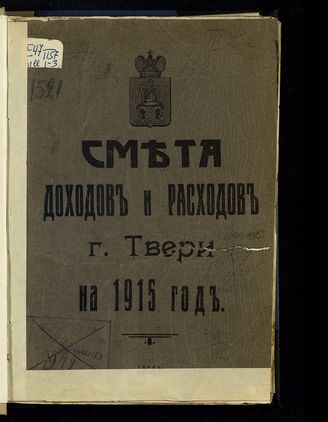 СМѢТА
ДОХОДОВЪ и РАСХОДОВЪ
г. Твери
на 1915 годъ.